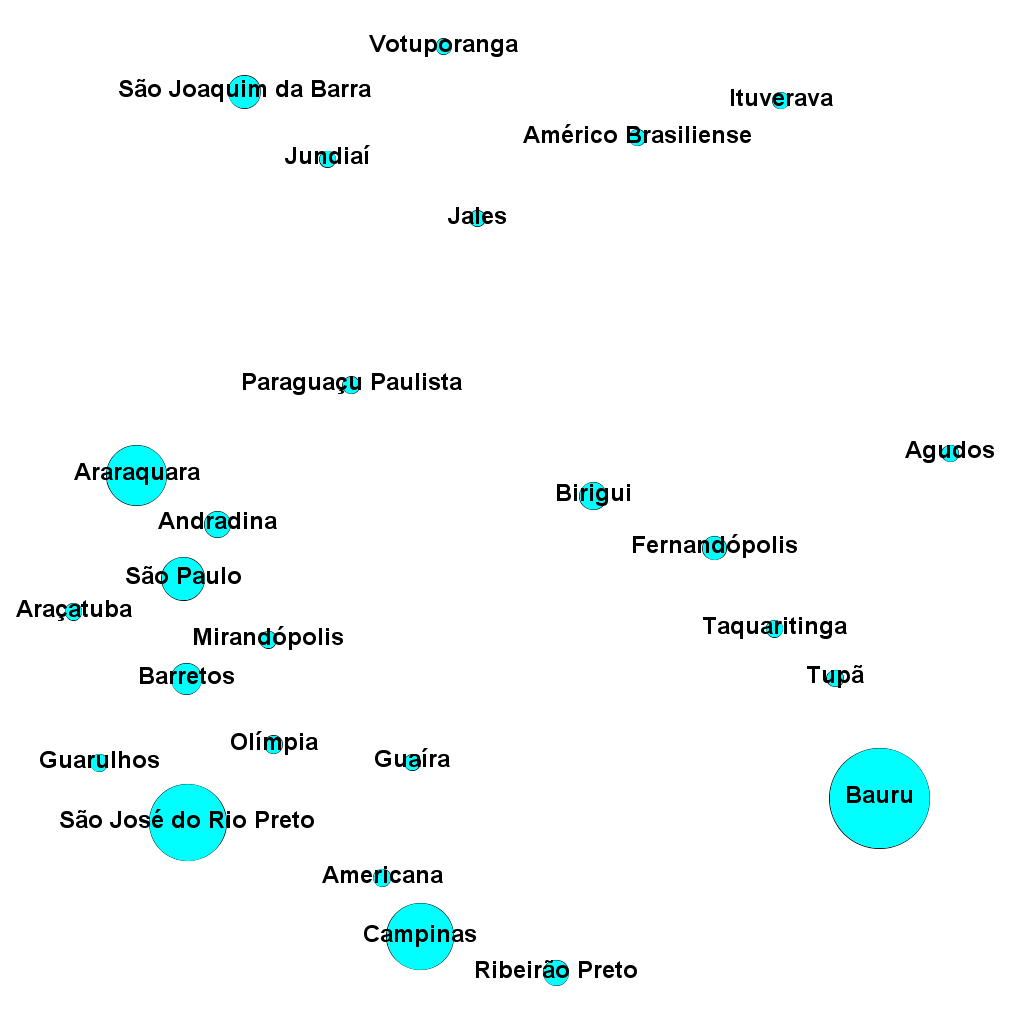 Votuporanga
São Joaquim da Barra
Ituverava
Américo Brasiliense
Jundiaí
Jales
Paraguaçu Paulista
Agudos
Araraquara
Birigui
Andradina
Fernandópolis
São Paulo
Araçatuba
Taquaritinga
Mirandópolis
Barretos
Tupã
Olímpia
Guarulhos
Guaíra
Bauru
São José do Rio Preto
Americana
Campinas
Ribeirão Preto